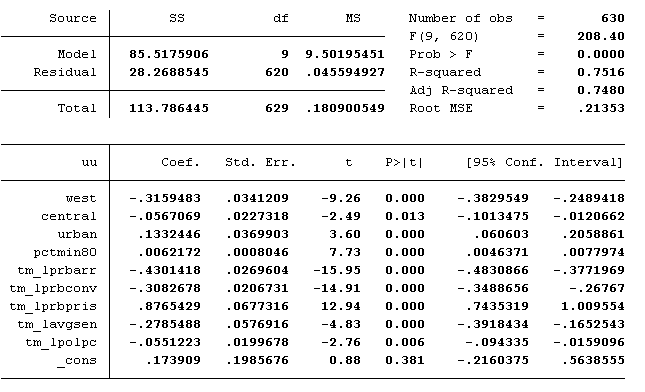 Source SS df MS Number of obs = 630
F(9, 620) = 208.40
Model 85.5175906 9 9.50195451 Prob > F = 0.0000
Residual 28.2688545 620 .045594927 R-squared = 0.7516
Adj R-squared = 0.7480
Total 113.786445 629 .180900549 Root MSE = .21353
uu Coef. Std. Err. t P>|t| [95% Conf. Interval]
west -.3159483 .0341209 -9.26 0.000 -.3829549 -.2489418
central -.0567069 .0227318 -2.49 0.013 -.1013475 -.0120662
urban .1332446 .0369903 3.60 0.000 .060603 .2058861
pctmin80 .0062172 .0008046 7.73 0.000 .0046371 .0077974
tm_lprbarr -.4301418 .0269604 -15.95 0.000 -.4830866 -.3771969
tm_lprbconv -.3082678 .0206731 -14.91 0.000 -.3488656 -.26767
tm_lprbpris .8765429 .0677316 12.94 0.000 .7435319 1.009554
tm_lavgsen -.2785488 .0576916 -4.83 0.000 -.3918434 -.1652543
tm_lpolpc -.0551223 .0199678 -2.76 0.006 -.094335 -.0159096
_cons .173909 .1985676 0.88 0.381 -.2160375 .5638555